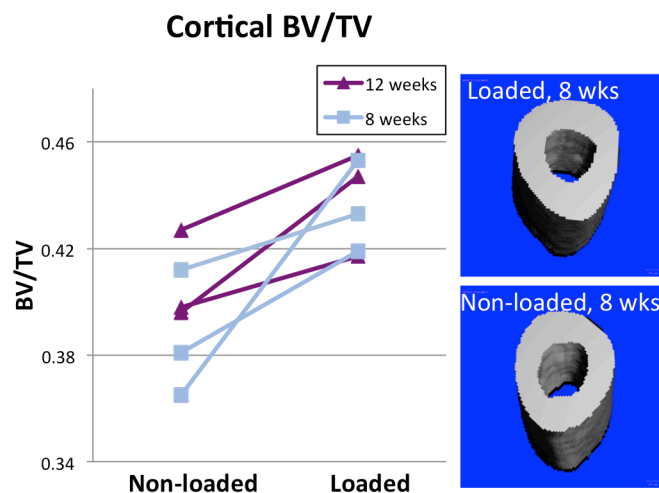 Cortical BV/TV
12 weeks
8 weeks
0.46
0.42
0.38
0.34
BV/TV
Non-loaded
Loaded
Loaded, 8 wks
Non-loaded, 8 wks